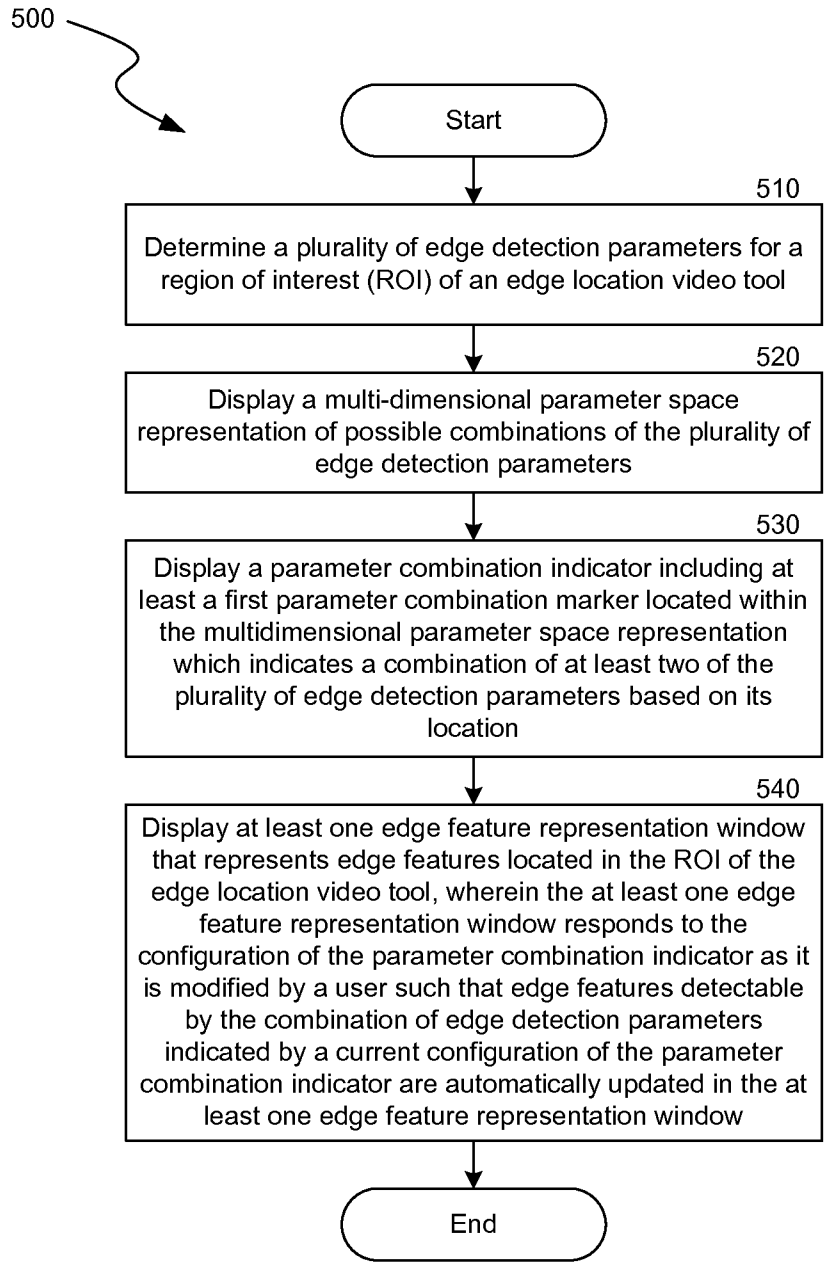 500
Start
510
Determine a plurality of edge detection parameters for a
region of interest (ROI) of an edge location video tool
520
Display a multi-dimensional parameter space
representation of possible combinations of the plurality of
edge detection parameters
530
Display a parameter combination indicator including at
least a first parameter combination marker located within
the multidimensional parameter space representation
which indicates a combination of at least two of the
plurality of edge detection parameters based on its
location
540
Display at least one edge feature representation window
that represents edge features located in the ROI of the
edge location video tool, wherein the at least one edge
feature representation window responds to the
configuration of the parameter combination indicator as it
is modified by a user such that edge features detectable
by the combination of edge detection parameters
indicated by a current configuration of the parameter
combination indicator are automatically updated in the at
least one edge feature representation window
End